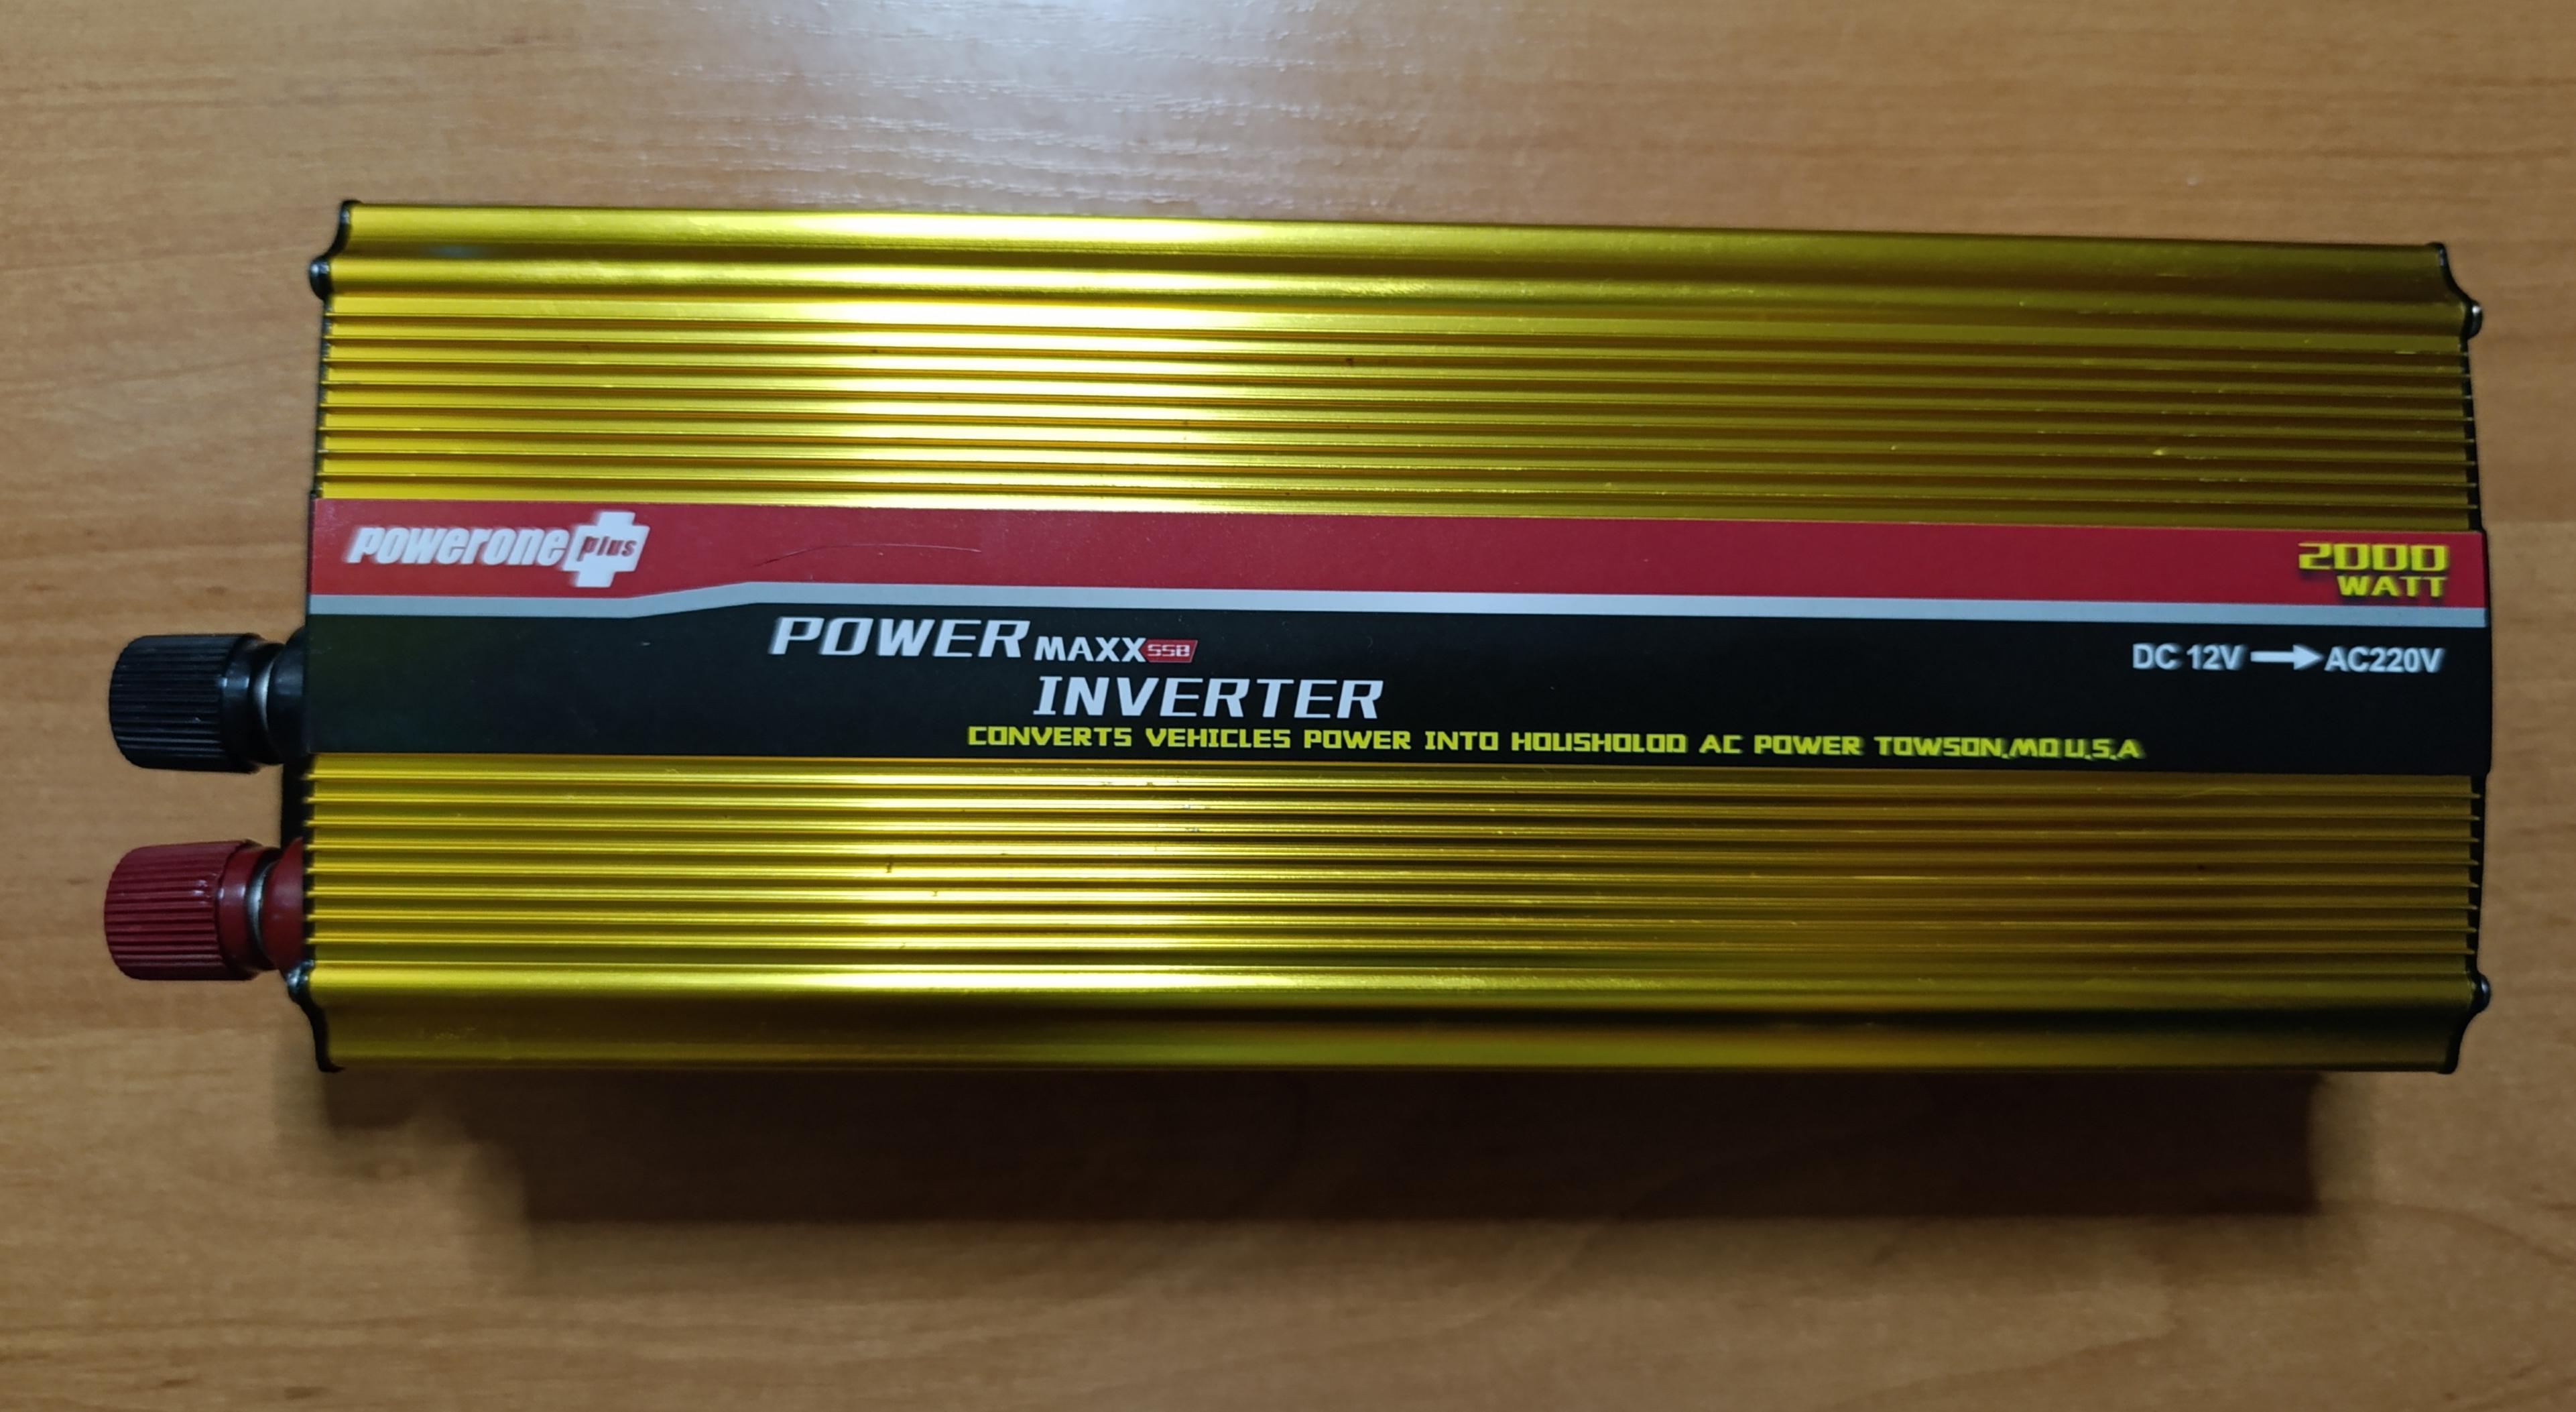 powerone plus
2000
WATT
POWER MAXX SSB
DC 12V AC220V
INVERTER
CONVERTS VEHICLES POWER INTO HOUSHOLOD AC POWER TOWSON,MD U.S.A